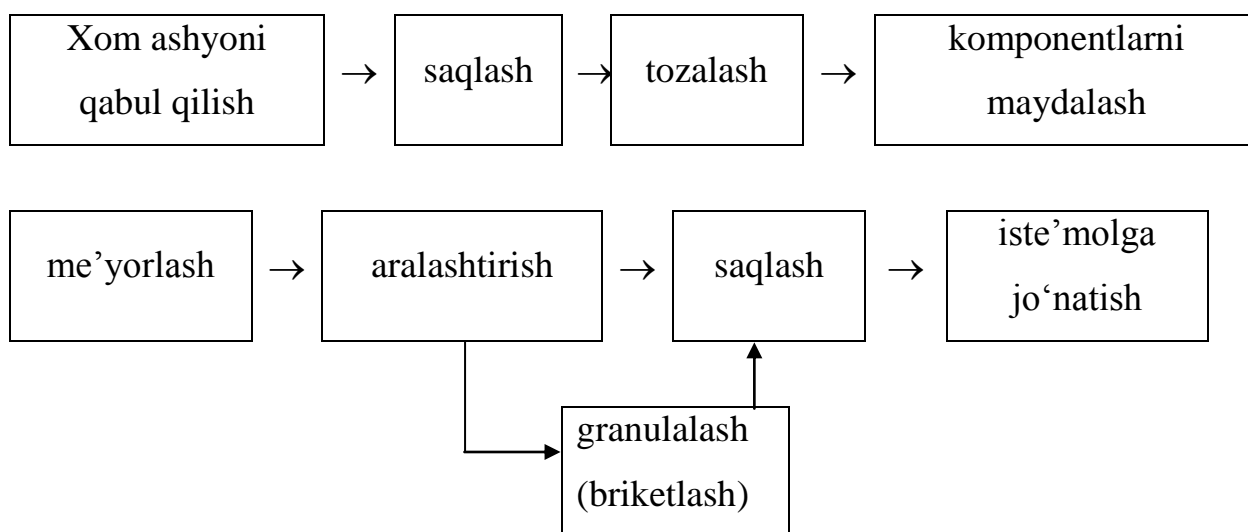 Xom ashyoni
qabul qilish
→
saqlash
→
tozalash
→
komponentlarni
maydalash
me’yorlash
→
aralashtirish
→
saqlash
→
iste’molga
jo‘natish
granulalash
(briketlash)